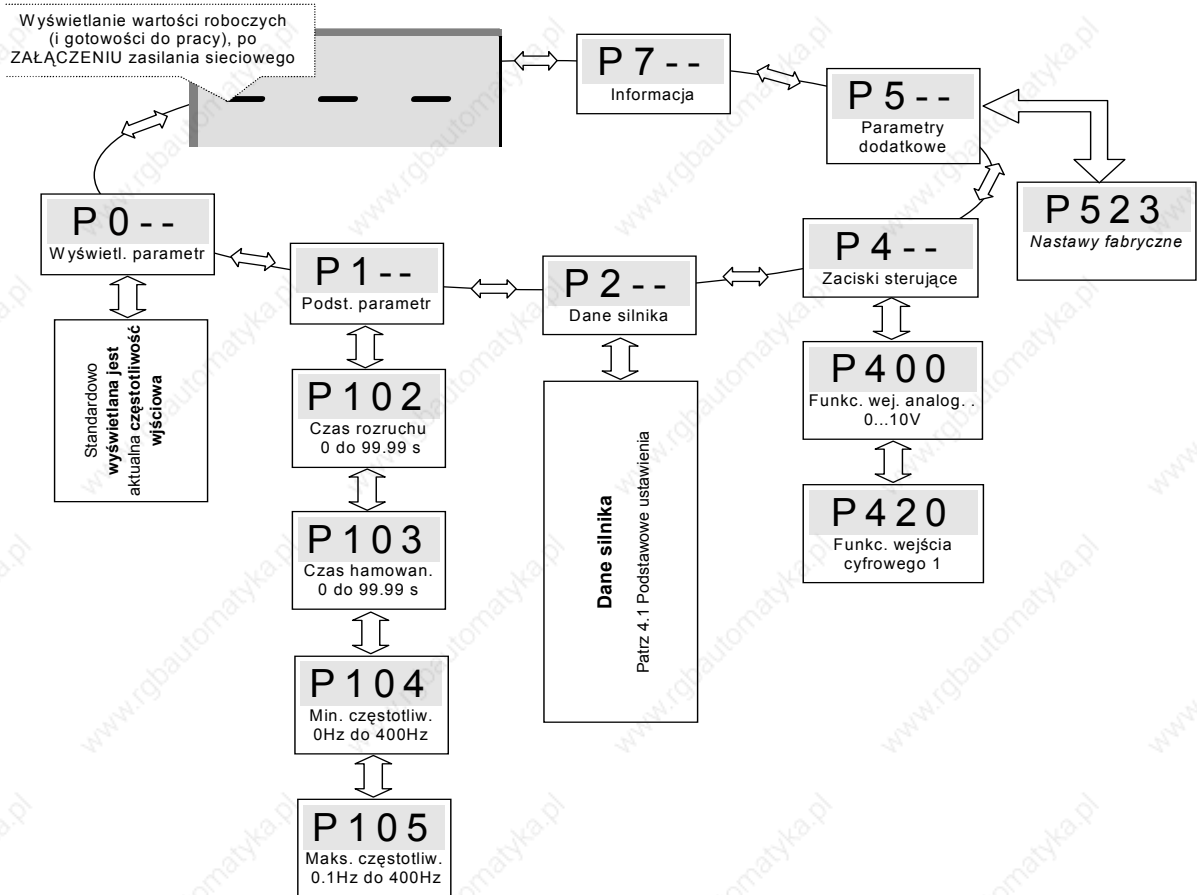 Wyświetlanie wartości roboczych
(i gotowości do pracy), po
ZAŁĄCZENIU zasilania sieciowego
P 7 - -
Informacja
P 5 - -
Parametry
dodatkowe
P 5 2 3
Nastawy fabryczne
P 0 - -
Wyświetl. parametr
P 1 - -
Podst. parametr
P 2 - -
Dane silnika
P 4 - -
Zaciski sterujące
Standardowo
wyświetlana jest
aktualna częstotliwość
wjściowa
P 1 0 2
Czas rozruchu
0 do 99.99 s
P 1 0 3
Czas hamowan.
0 do 99.99 s
P 1 0 4
Min. częstotliw.
0Hz do 400Hz
P 1 0 5
Maks. częstotliw.
0.1Hz do 400Hz
Dane silnika
Patrz 4.1 Podstawowe ustawienia
P 4 0 0
Funkc. wej. analog. .
0...10V
P 4 2 0
Funkc. wejścia
cyfrowego 1
www.rgbautomatyka.pl